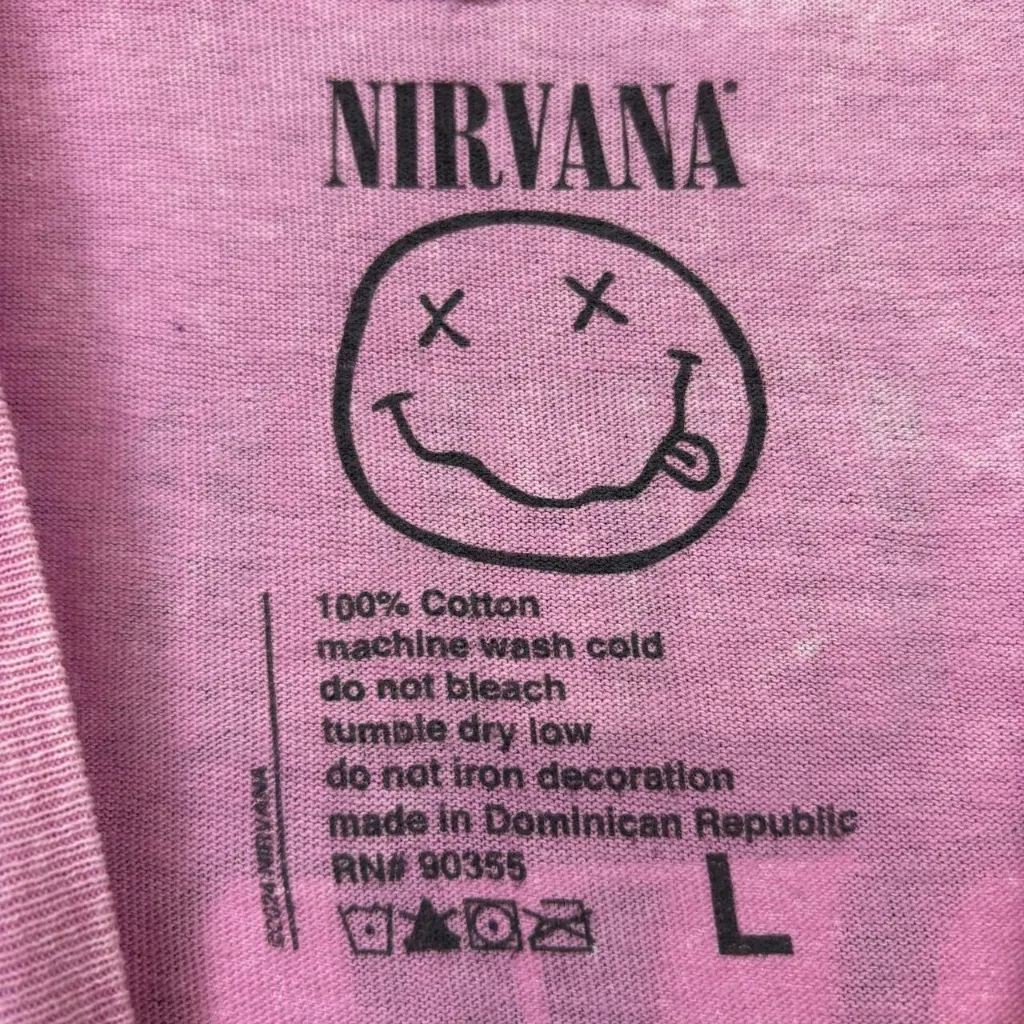 NIRVANA
100% Cotton
machine wash cold
do not bleach
tumble dry low
do not iron decoration
made in Dominican Republic
RN# 90355
L
©2024 NIRVANA